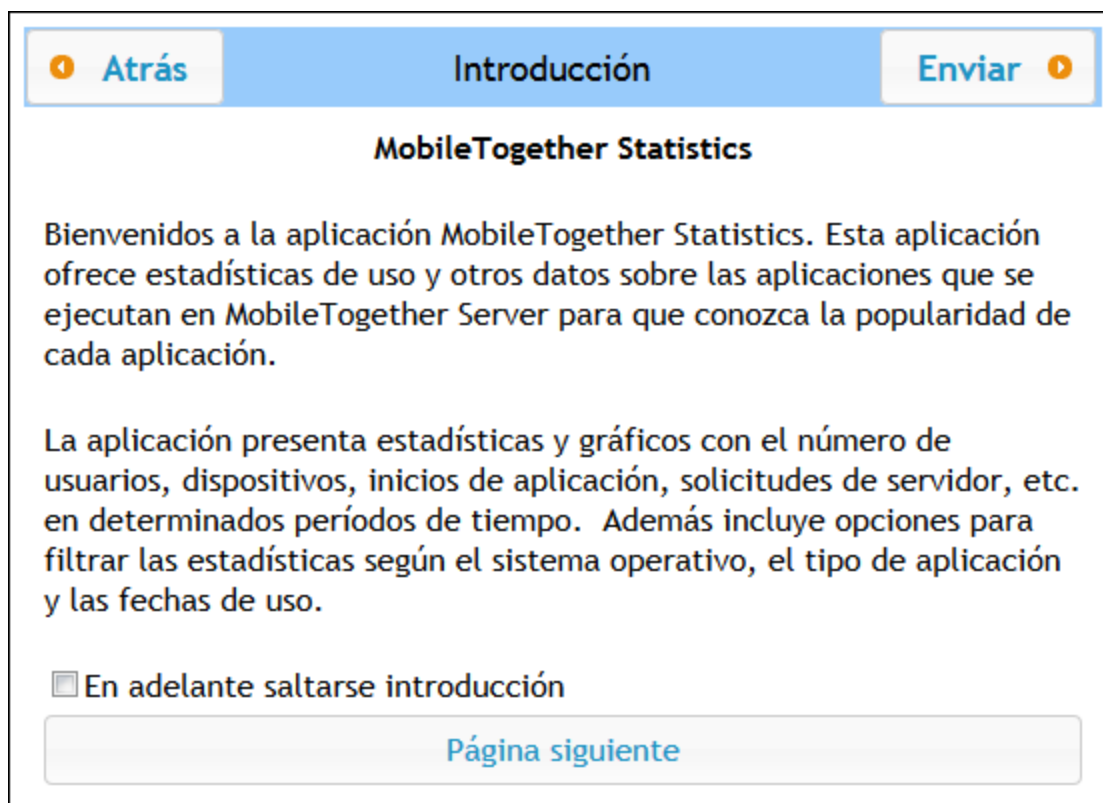 Atrás Introducción Enviar
MobileTogether Statistics
Bienvenidos a la aplicación MobileTogether Statistics. Esta aplicación
ofrece estadísticas de uso y otros datos sobre las aplicaciones que se
ejecutan en MobileTogether Server para que conozca la popularidad de
cada aplicación.
La aplicación presenta estadísticas y gráficos con el número de
usuarios, dispositivos, inicios de aplicación, solicitudes de servidor, etc.
en determinados períodos de tiempo.  Además incluye opciones para
filtrar las estadísticas según el sistema operativo, el tipo de aplicación
y las fechas de uso.
En adelante saltarse introducción
Página siguiente